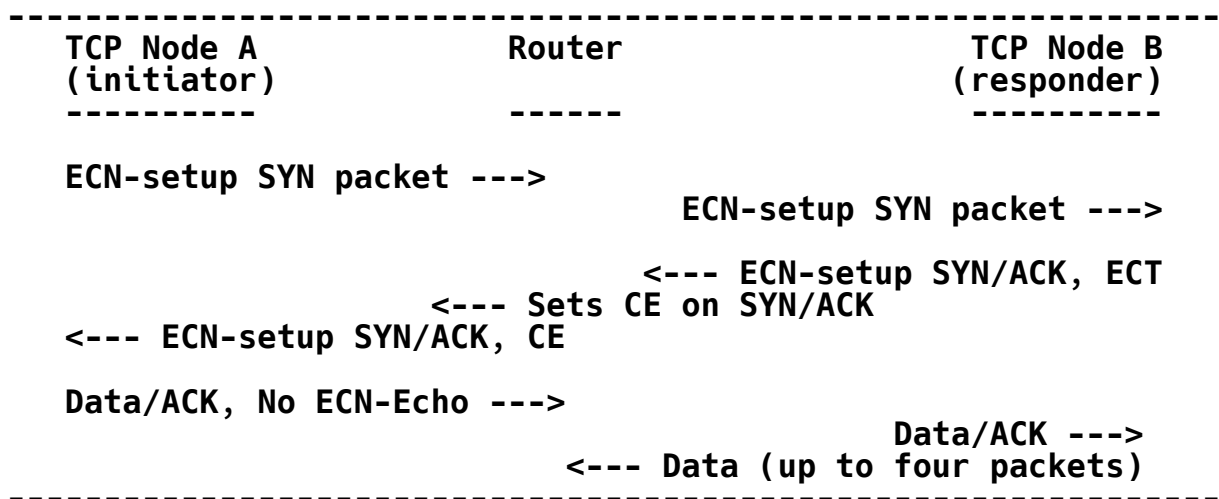 ---------------------------------------------------------------
TCP Node A             Router                  TCP Node B
(initiator)                                   (responder)
----------             ------                  ----------
ECN-setup SYN packet --->
ECN-setup SYN packet --->
<--- ECN-setup SYN/ACK, ECT
<--- Sets CE on SYN/ACK
<--- ECN-setup SYN/ACK, CE
Data/ACK, No ECN-Echo --->
Data/ACK --->
<--- Data (up to four packets)
---------------------------------------------------------------